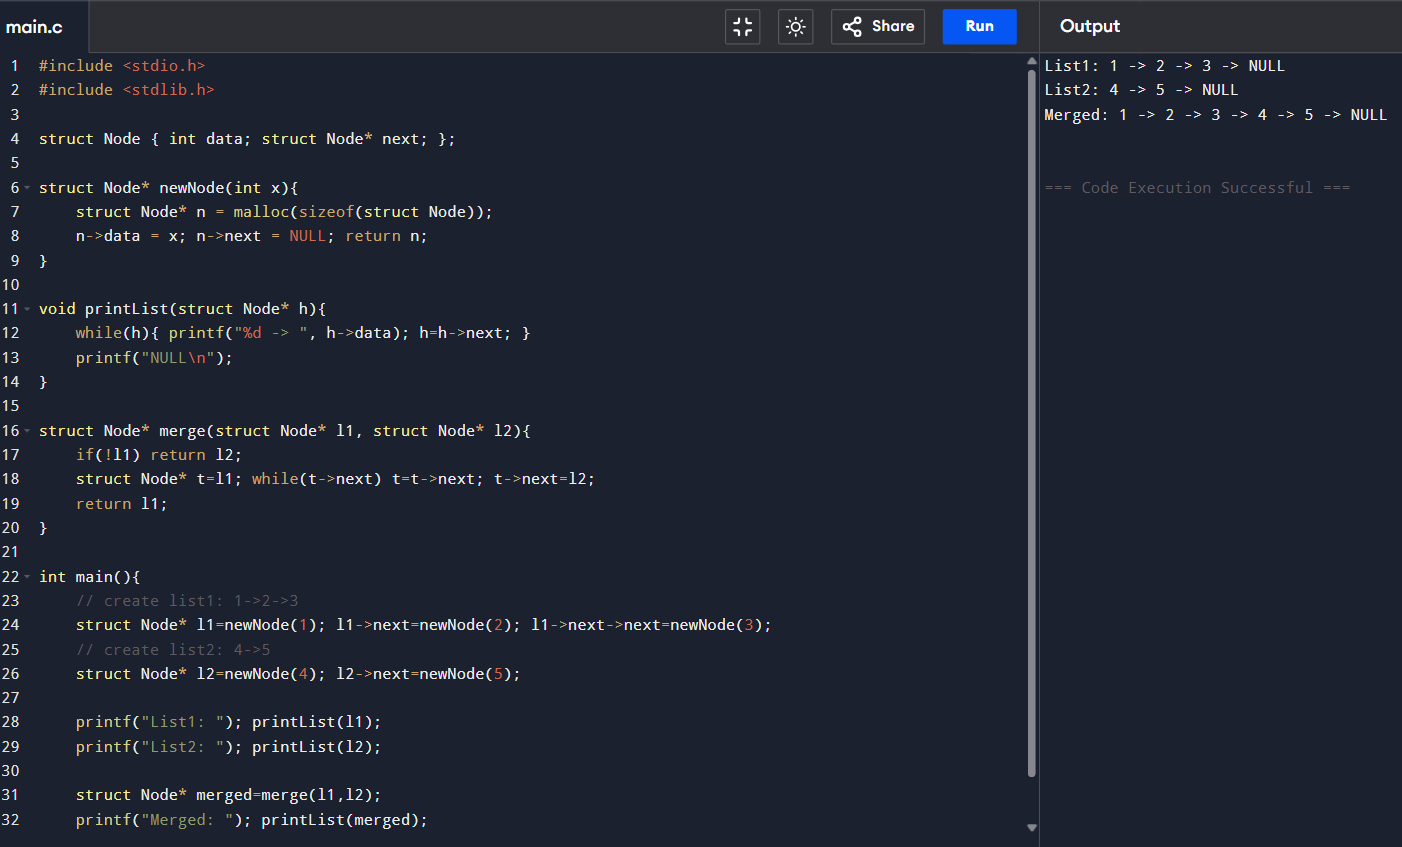 main.c
Share
Run
Output
1 #include <stdio.h>
2 #include <stdlib.h>
3
4 struct Node { int data; struct Node* next; };
5
6 struct Node* newNode(int x){
7     struct Node* n = malloc(sizeof(struct Node));
8     n->data = x; n->next = NULL; return n;
9 }
10
11 void printList(struct Node* h){
12     while(h){ printf("%d -> ", h->data); h=h->next; }
13     printf("NULL\n");
14 }
15
16 struct Node* merge(struct Node* l1, struct Node* l2){
17     if(!l1) return l2;
18     struct Node* t=l1; while(t->next) t=t->next; t->next=l2;
19     return l1;
20 }
21
22 int main(){
23     // create list1: 1->2->3
24     struct Node* l1=newNode(1); l1->next=newNode(2); l1->next->next=newNode(3);
25     // create list2: 4->5
26     struct Node* l2=newNode(4); l2->next=newNode(5);
27
28     printf("List1: "); printList(l1);
29     printf("List2: "); printList(l2);
30
31     struct Node* merged=merge(l1,l2);
32     printf("Merged: "); printList(merged);
List1: 1 -> 2 -> 3 -> NULL
List2: 4 -> 5 -> NULL
Merged: 1 -> 2 -> 3 -> 4 -> 5 -> NULL
=== Code Execution Successful ===